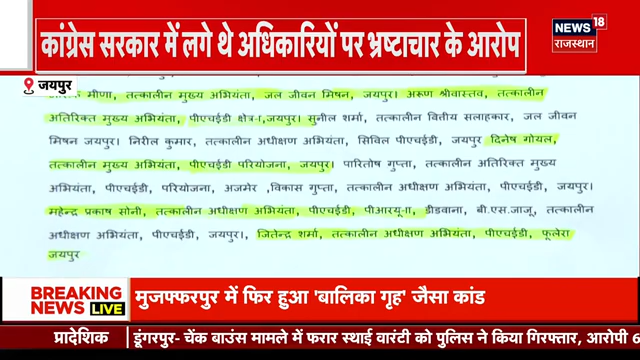 कांग्रेस सरकार में लगे थे अधिकारियों पर भ्रष्टाचार के आरोप
NEWS 18
राजस्थान
जयपुर
मीणा, तत्कालीन मुख्य अभियंता, जल जीवन मिषन, जयपुर। अरूण श्रीवास्तव, तत्कालीन
अतिरिक्त मुख्य अभियंता, पीएचईडी क्षेत्र-I,जयपुर। सुनील शर्मा, तत्कालीन वित्तीय सलाहकार, जल जीवन
मिषन जयपुर। निरील कुमार, तत्कालीन अधीक्षण अभियंता, सिविल पीएचईडी, जयपुर दिनेष गोयल,
तत्कालीन मुख्य अभियंता, पीएचईडी परियोजना, जयपुर। पारितोष गुप्ता, तत्कालीन अतिरिक्त मुख्य
अभियंता, पीएचईडी, परियोजना, अजमेर ,विकास गुप्ता, तत्कालीन अधीक्षण अभियंता, पीएचईडी, जयपुर।
महेन्द्र प्रकाष सोनी, तत्कालीन अधीक्षण अभियंता, पीएचईडी, पीआरयू-II, डीडवाना, बी.एस.जाजू, तत्कालीन
अधीक्षण अभियंता, पीएचईडी, जयपुर।, जितेन्द्र शर्मा, तत्कालीन अधीक्षण अभियंता, पीएचईडी, फूलेरा
जयपुर
BREAKING
NEWS LIVE
मुजफ्फरपुर में फिर हुआ 'बालिका गृह' जैसा कांड
प्रादेशिक
डूंगरपुर- चेंक बाउंस मामले में फरार स्थाई वारंटी को पुलिस ने किया गिरफ्तार, आरोपी